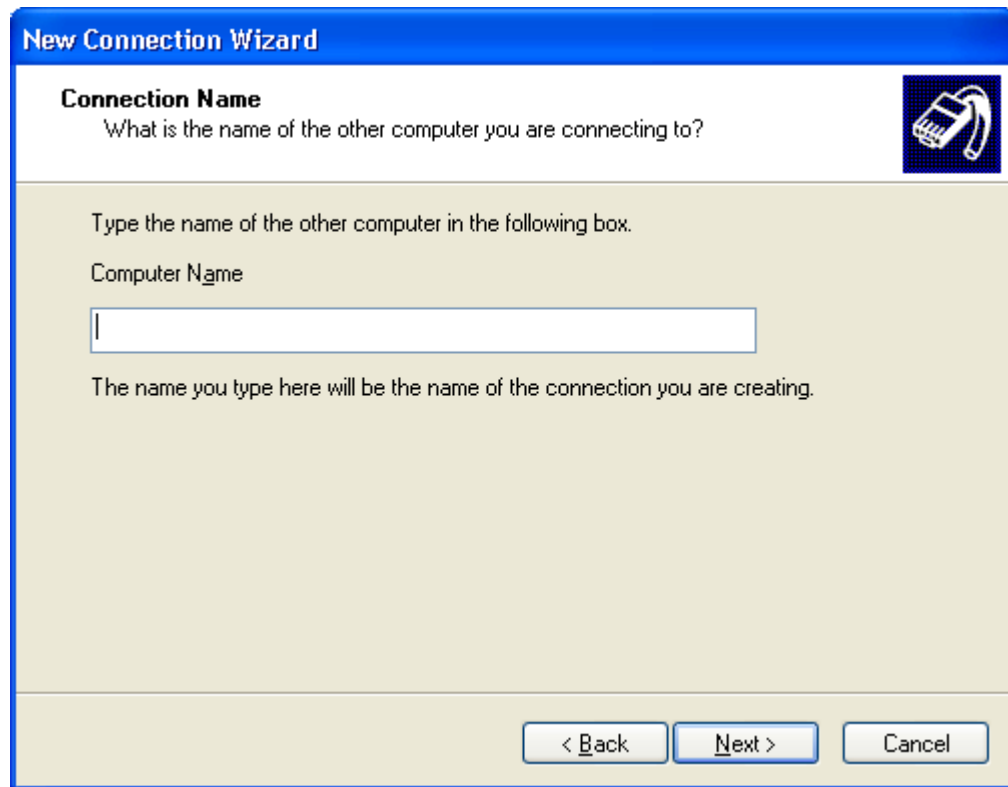 New Connection Wizard
Connection Name
What is the name of the other computer you are connecting to?
Type the name of the other computer in the following box.
Computer Name
The name you type here will be the name of the connection you are creating.
< Back Next > Cancel